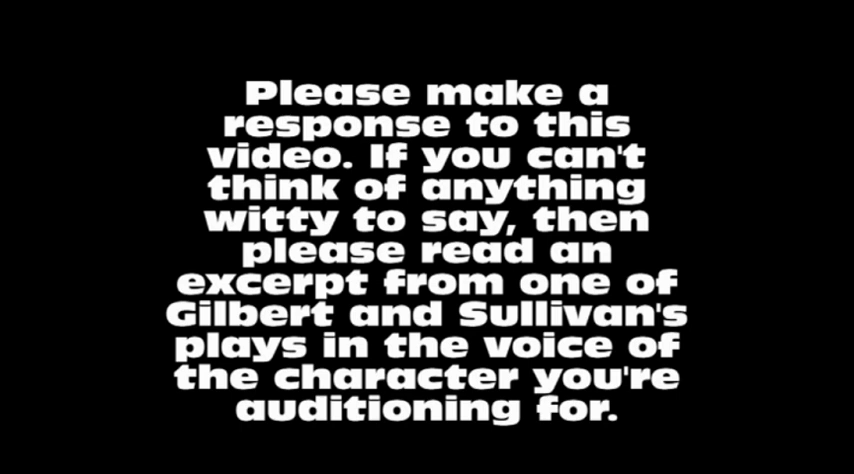 Please make a
response to this
video. If you can't
think of anything
witty to say, then
please read an
excerpt from one of
Gilbert and Sullivan's
plays in the voice of
the character you're
auditioning for.